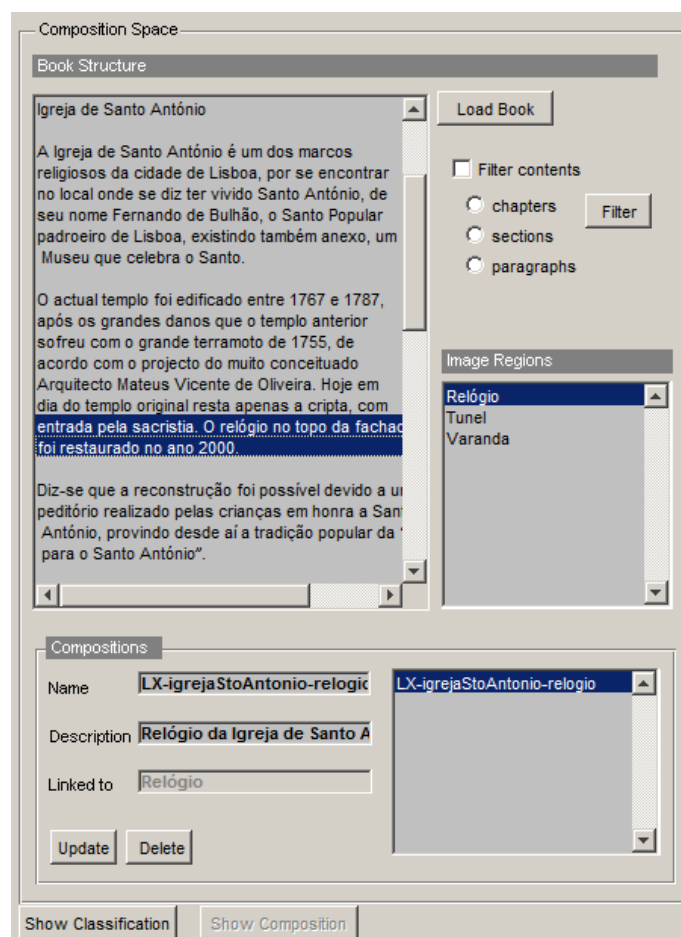 Composition Space
Book Structure
Igreja de Santo António
A Igreja de Santo António é um dos marcos
religiosos da cidade de Lisboa, por se encontrar
no local onde se diz ter vivido Santo António, de
seu nome Fernando de Bulhão, o Santo Popular
padroeiro de Lisboa, existindo também anexo, um
Museu que celebra o Santo.
O actual templo foi edificado entre 1767 e 1787,
após os grandes danos que o templo anterior
sofreu com o grande terramoto de 1755, de
acordo com o projecto do muito conceituado
Arquitecto Mateus Vicente de Oliveira. Hoje em
dia do templo original resta apenas a cripta, com
entrada pela sacristia. O relógio no topo da fachad
foi restaurado no ano 2000.
Diz-se que a reconstrução foi possível devido a u
peditório realizado pelas crianças em honra a San
António, provindo desde aí a tradição popular da "
para o Santo António".
Load Book
Filter contents
chapters
Filter
sections
paragraphs
Image Regions
Relógio
Tunel
Varanda
Compositions
Name
LX-igrejaStoAntonio-relogio
Description
Relógio da Igreja de Santo A
Linked to
Relógio
Update
Delete
LX-igrejaStoAntonio-relogio
Show Classification
Show Composition